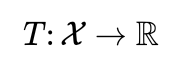 T: 𝒳 → ℝ